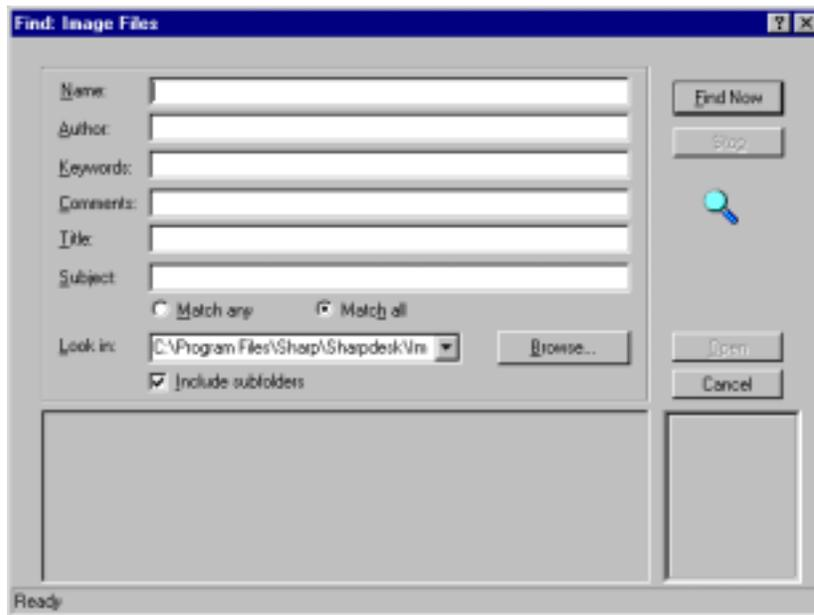 Find: Image Files
Name:
Find Now
Author:
Stop
Keywords:
Comments:
Title:
Subject:
Match any
Match all
Look in:
C:\Program Files\Sharp\Sharpdesk\Im
Browse...
Open
Include subfolders
Cancel
Ready